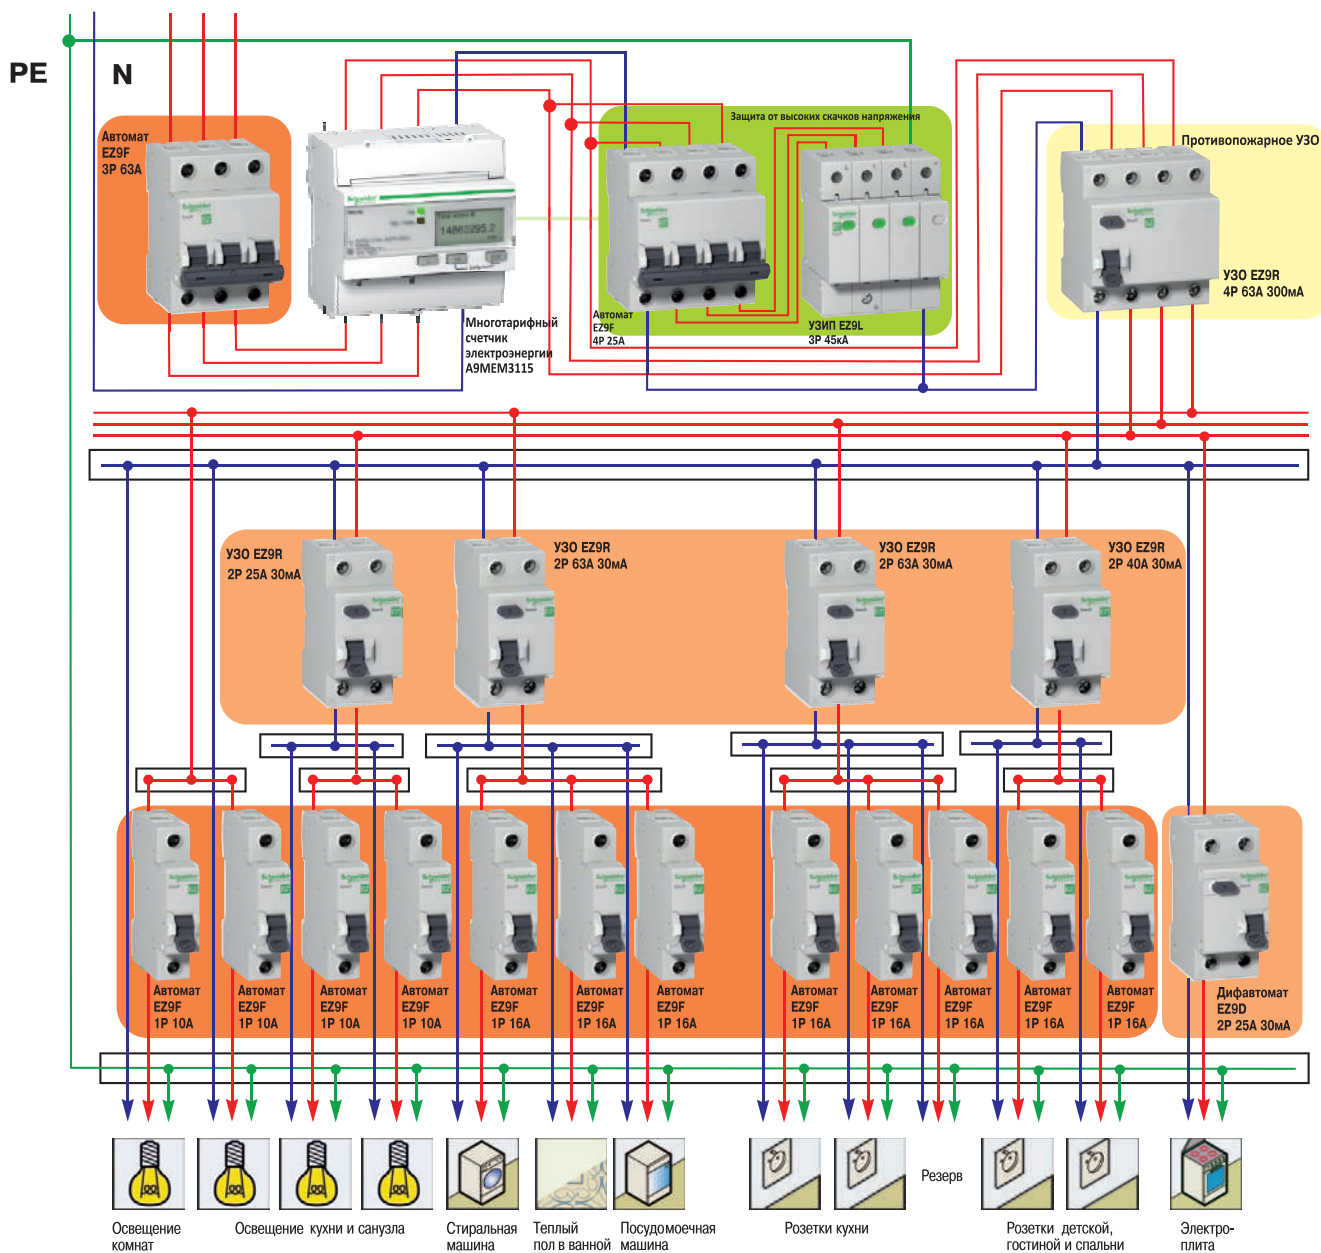 PE
N
Автомат
EZ9F
3P 63A
Schneider
14860295.2
Многотарифный
счетчик
электроэнергии
A9MEM3115
Защита от высоких скачков напряжения
Автомат
EZ9F
4P 25A
УЗИП EZ9L
3P 45кА
Противопожарное УЗО
УЗО EZ9R
4P 63A 300мА
УЗО EZ9R
2P 25A 30мА
УЗО EZ9R
2P 63A 30мА
УЗО EZ9R
2P 63A 30мА
УЗО EZ9R
2P 40A 30мА
Автомат
EZ9F
1P 10A
Автомат
EZ9F
1P 10A
Автомат
EZ9F
1P 10A
Автомат
EZ9F
1P 10A
Автомат
EZ9F
1P 16A
Автомат
EZ9F
1P 16A
Автомат
EZ9F
1P 16A
Автомат
EZ9F
1P 16A
Автомат
EZ9F
1P 16A
Автомат
EZ9F
1P 16A
Автомат
EZ9F
1P 16A
Автомат
EZ9F
1P 16A
Дифавтомат
EZ9D
2P 25A 30мА
Освещение
комнат
Освещение кухни и санузла
Стиральная
машина
Теплый
пол в ванной
Посудомоечная
машина
Розетки кухни
Резерв
Розетки детской,
гостиной и спальни
Электро-
плита